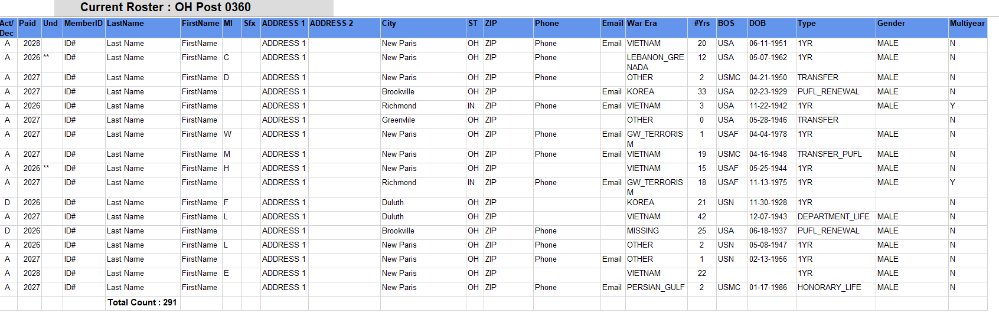 Current Roster : OH Post 0360
Act/ Dec Paid Und MemberID LastName FirstName MI Sfx ADDRESS 1 ADDRESS 2 City ST ZIP Phone Email War Era #Yrs BOS DOB Type Gender Multiyear
A 2028 ID# Last Name FirstName ADDRESS 1 New Paris OH ZIP Phone Email VIETNAM 20 USA 06-11-1951 1YR MALE N
A 2026 ** ID# Last Name FirstName C ADDRESS 1 New Paris OH ZIP Phone LEBANON_GRE NADA 12 USA 05-07-1962 1YR MALE N
A 2027 ID# Last Name FirstName D ADDRESS 1 New Paris OH ZIP Phone OTHER 2 USMC 04-21-1950 TRANSFER MALE N
A 2027 ID# Last Name FirstName ADDRESS 1 Brookville OH ZIP Email KOREA 33 USA 02-23-1929 PUFL_RENEWAL MALE N
A 2026 ID# Last Name FirstName ADDRESS 1 Richmond IN ZIP Phone Email VIETNAM 3 USA 11-22-1942 1YR MALE Y
A 2027 ID# Last Name FirstName ADDRESS 1 Greenvlile OH ZIP OTHER 0 USA 05-28-1946 TRANSFER N
A 2027 ID# Last Name FirstName W ADDRESS 1 New Paris OH ZIP Phone Email GW_TERRORIS M 1 USAF 04-04-1978 1YR MALE N
A 2027 ID# Last Name FirstName M ADDRESS 1 New Paris OH ZIP Phone Email VIETNAM 19 USMC 04-16-1948 TRANSFER_PUFL MALE N
A 2026 ** ID# Last Name FirstName H ADDRESS 1 New Paris OH ZIP VIETNAM 15 USAF 05-25-1944 1YR MALE N
A 2027 ID# Last Name FirstName ADDRESS 1 Richmond IN ZIP Phone Email GW_TERRORIS M 18 USAF 11-13-1975 1YR MALE Y
D 2026 ID# Last Name FirstName F ADDRESS 1 Duluth OH ZIP KOREA 21 USN 11-30-1928 1YR N
A 2027 ID# Last Name FirstName L ADDRESS 1 Duluth OH ZIP VIETNAM 42 12-07-1943 DEPARTMENT_LIFE MALE N
D 2026 ID# Last Name FirstName ADDRESS 1 Brookville OH ZIP Phone MISSING 25 USA 06-18-1937 PUFL_RENEWAL MALE N
A 2026 ID# Last Name FirstName L ADDRESS 1 New Paris OH ZIP Phone OTHER 2 USN 05-08-1947 1YR MALE N
A 2027 ID# Last Name FirstName ADDRESS 1 New Paris OH ZIP Phone Email OTHER 1 USN 02-13-1956 1YR MALE N
A 2028 ID# Last Name FirstName E ADDRESS 1 New Paris OH ZIP VIETNAM 22 1YR MALE N
A 2027 ID# Last Name FirstName ADDRESS 1 New Paris OH ZIP Phone Email PERSIAN_GULF 2 USMC 01-17-1986 HONORARY_LIFE MALE N
Total Count : 291